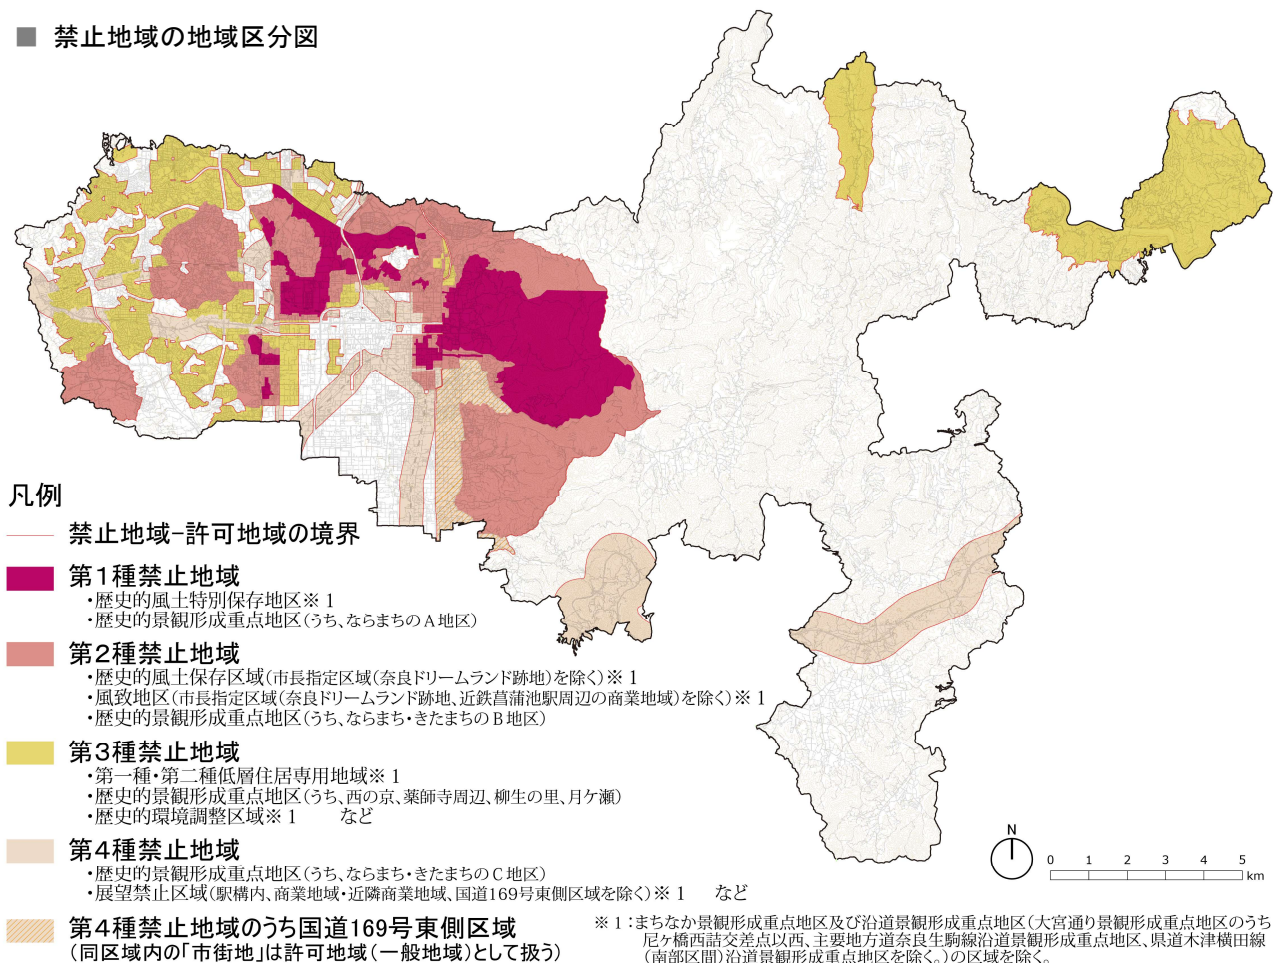 ■ 禁止地域の地域区分図
凡例
禁止地域-許可地域の境界
第1種禁止地域
・歴史的風土特別保存地区※1
・歴史的景観形成重点地区(うち、ならまちのA地区)
第2種禁止地域
・歴史的風土保存区域(市長指定区域(奈良ドリームランド跡地)を除く)※1
・風致地区(市長指定区域(奈良ドリームランド跡地、近鉄菖蒲池駅周辺の商業地域)を除く)※1
・歴史的景観形成重点地区(うち、ならまち・きたまちのB地区)
第3種禁止地域
・第一種・第二種低層住居専用地域※1
・歴史的景観形成重点地区(うち、西の京、薬師寺周辺、柳生の里、月ケ瀬)
・歴史的環境調整区域※1 など
第4種禁止地域
・歴史的景観形成重点地区(うち、ならまち・きたまちのC地区)
・展望禁止区域(駅構内、商業地域・近隣商業地域、国道169号東側区域を除く)※1 など
第4種禁止地域のうち国道169号東側区域
(同区域内の「市街地」は許可地域(一般地域)として扱う)
N
0 1 2 3 4 5
km
※1:まちなか景観形成重点地区及び沿道景観形成重点地区(大宮通り景観形成重点地区のうち
尼ヶ橋西詰交差点以西、主要地方道奈良生駒線沿道景観形成重点地区、県道木津横田線
(南部区間)沿道景観形成重点地区を除く。)の区域を除く。